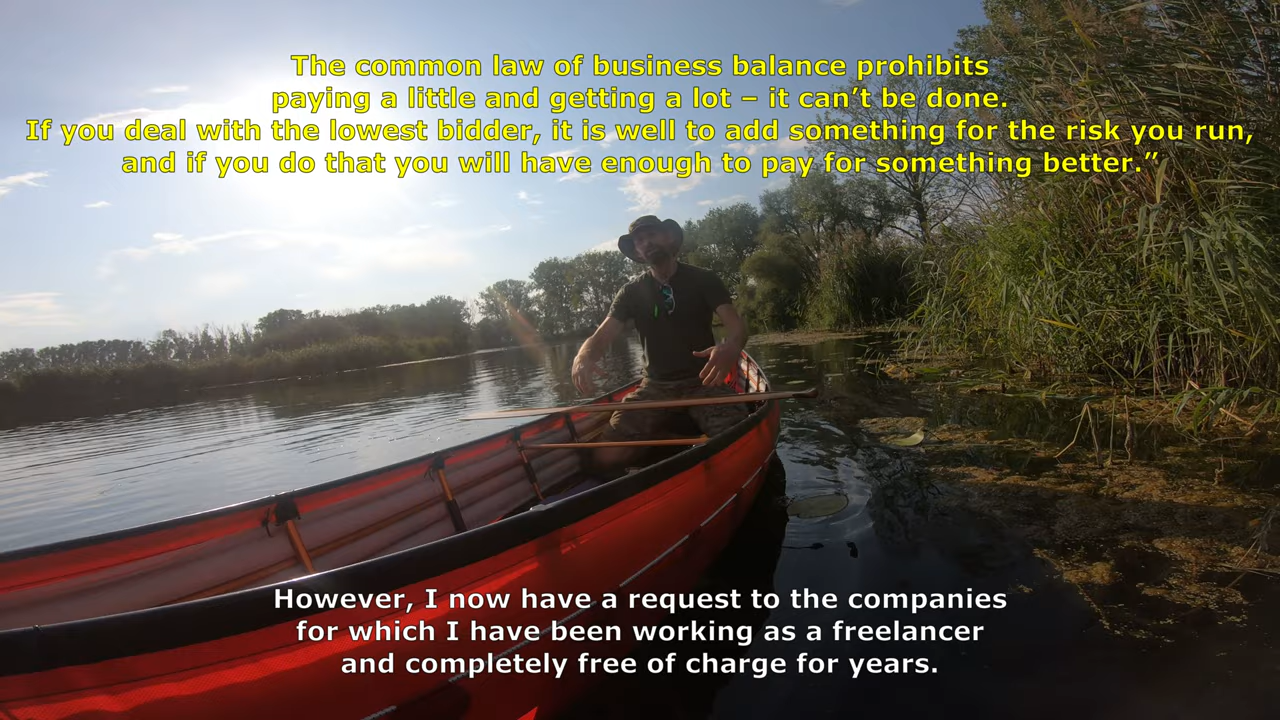 The common law of business balance prohibits
paying a little and getting a lot – it can’t be done.
If you deal with the lowest bidder, it is well to add something for the risk you run,
and if you do that you will have enough to pay for something better.”
However, I now have a request to the companies
for which I have been working as a freelancer
and completely free of charge for years.